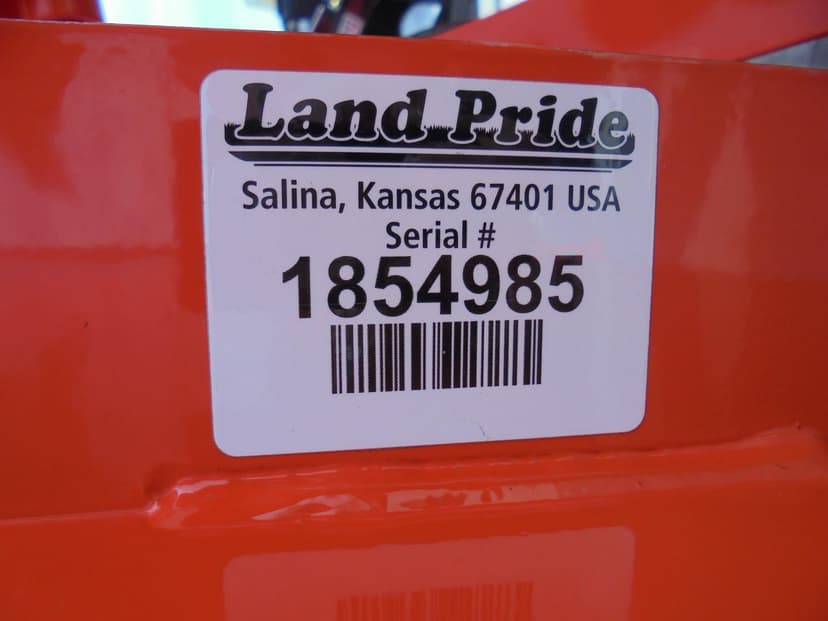 Land Pride
Salina, Kansas 67401 USA
Serial #
1854985